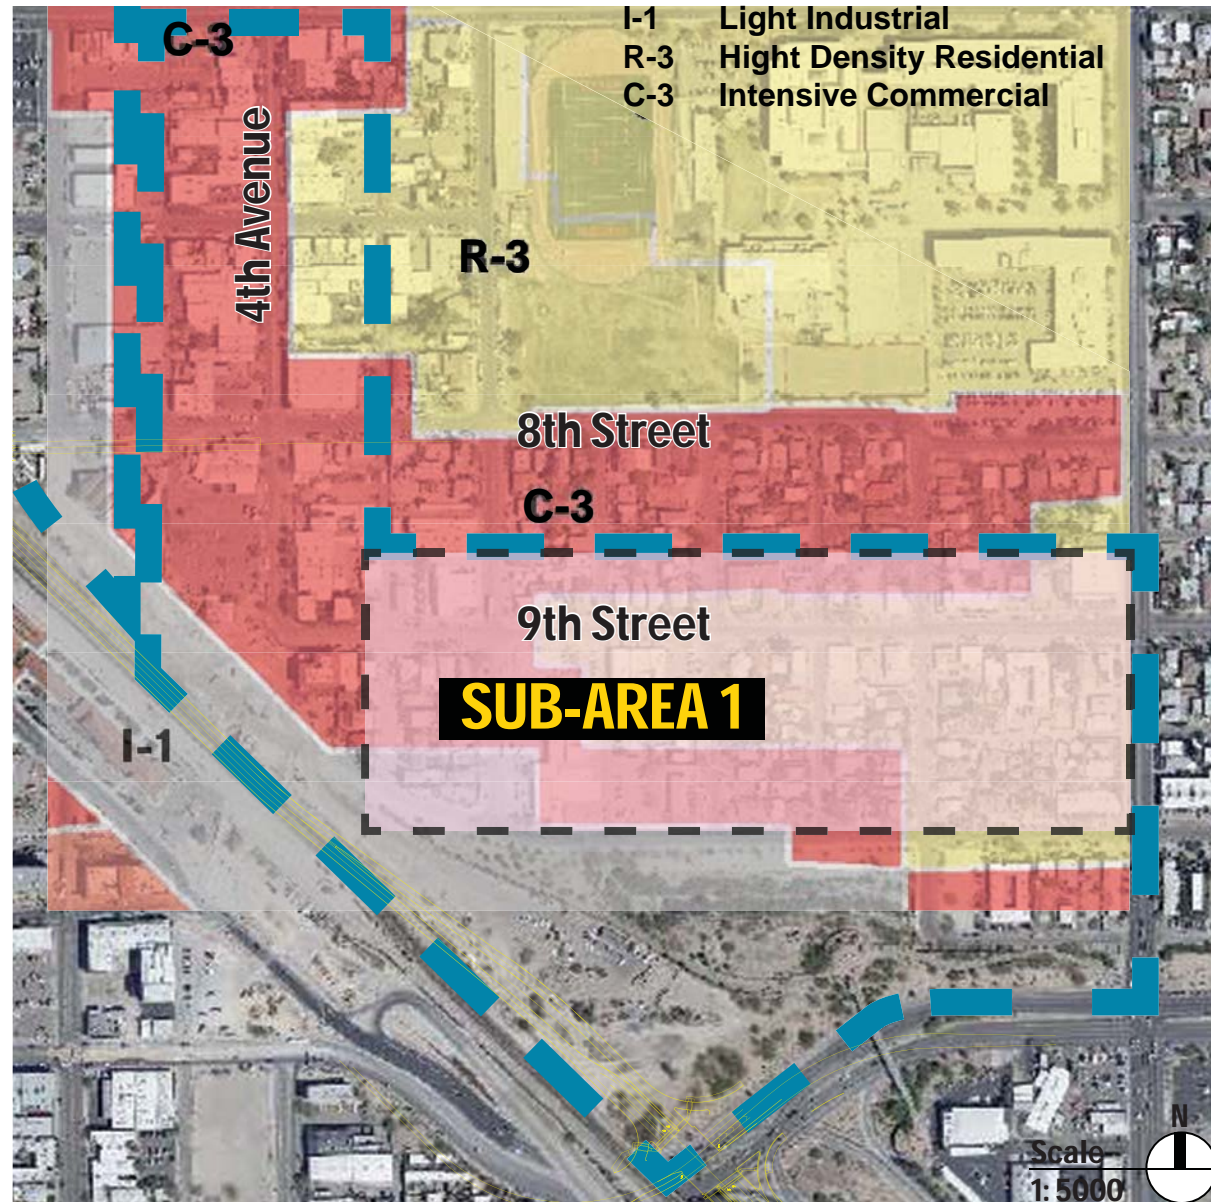 I-1 Light Industrial
R-3 Hight Density Residential
C-3 Intensive Commercial
C-3
4th Avenue
R-3
8th Street
C-3
9th Street
SUB-AREA 1
I-1
N
Scale
1: 5000